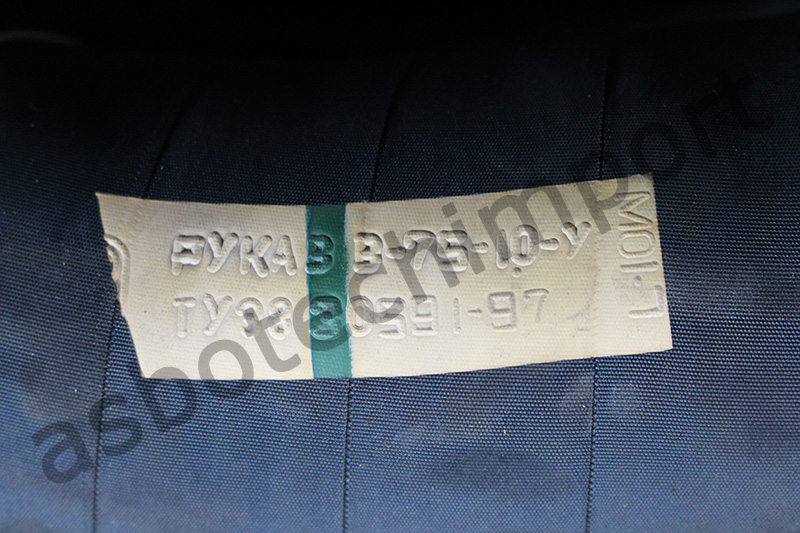 РУКАВ В-75-10-У
ТУ38 30591-97
asbotechimport